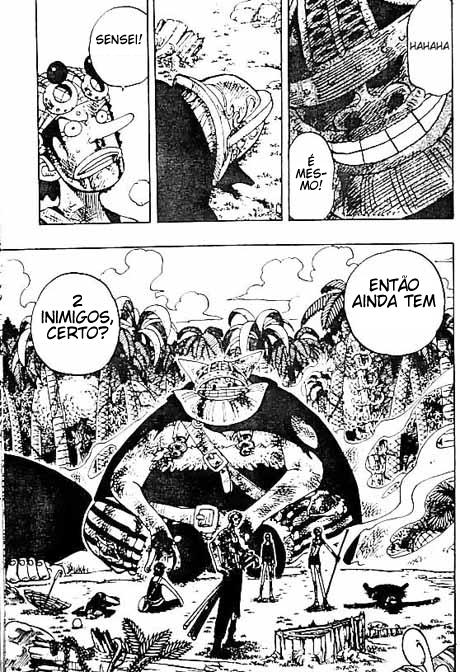 HAHAHA
É
MES-
MO!
SENSEI!
ENTÃO
AINDA TEM
2
INIMIGOS,
CERTO?